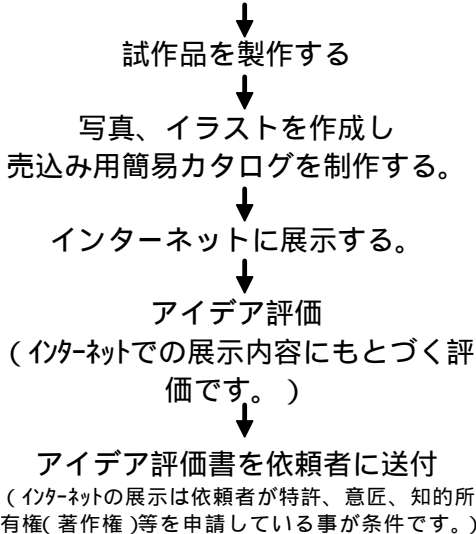 試作品を製作する
写真、イラストを作成し
売込み用簡易カタログを制作する。
インターネットに展示する。
アイデア評価
(ｲﾝﾀｰﾈｯﾄでの展示内容にもとづく評
価です。)
アイデア評価書を依頼者に送付
(ｲﾝﾀｰﾈｯﾄの展示は依頼者が特許、意匠、知的所
有権(著作権)等を申請している事が条件です。)